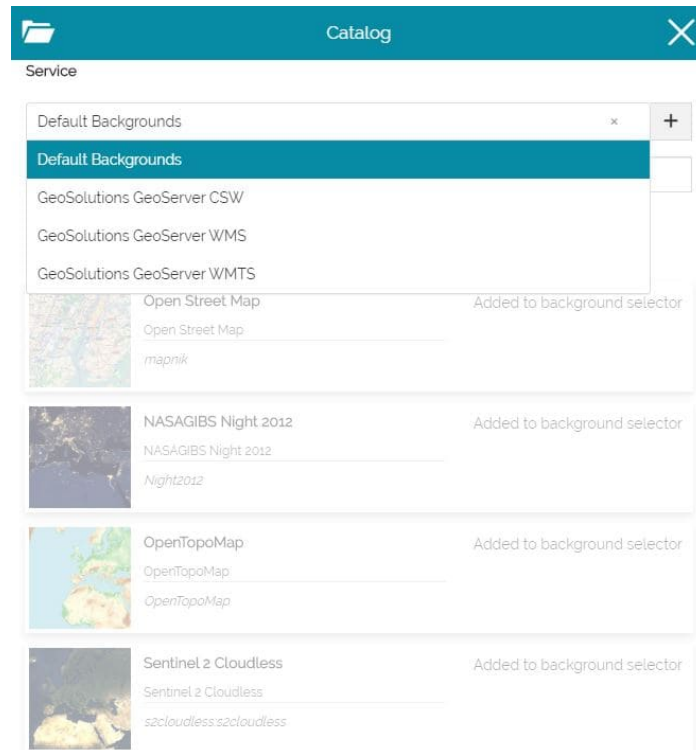 Catalog
Service
Default Backgrounds × +
Default Backgrounds
GeoSolutions GeoServer CSW
GeoSolutions GeoServer WMS
GeoSolutions GeoServer WMTS
Open Street Map Added to background selector
Open Street Map
mapnik
NASAGIBS Night 2012 Added to background selector
NASAGIBS Night 2012
Night2012
OpenTopoMap Added to background selector
OpenTopoMap
OpenTopoMap
Sentinel 2 Cloudless Added to background selector
Sentinel 2 Cloudless
s2cloudless:s2cloudless